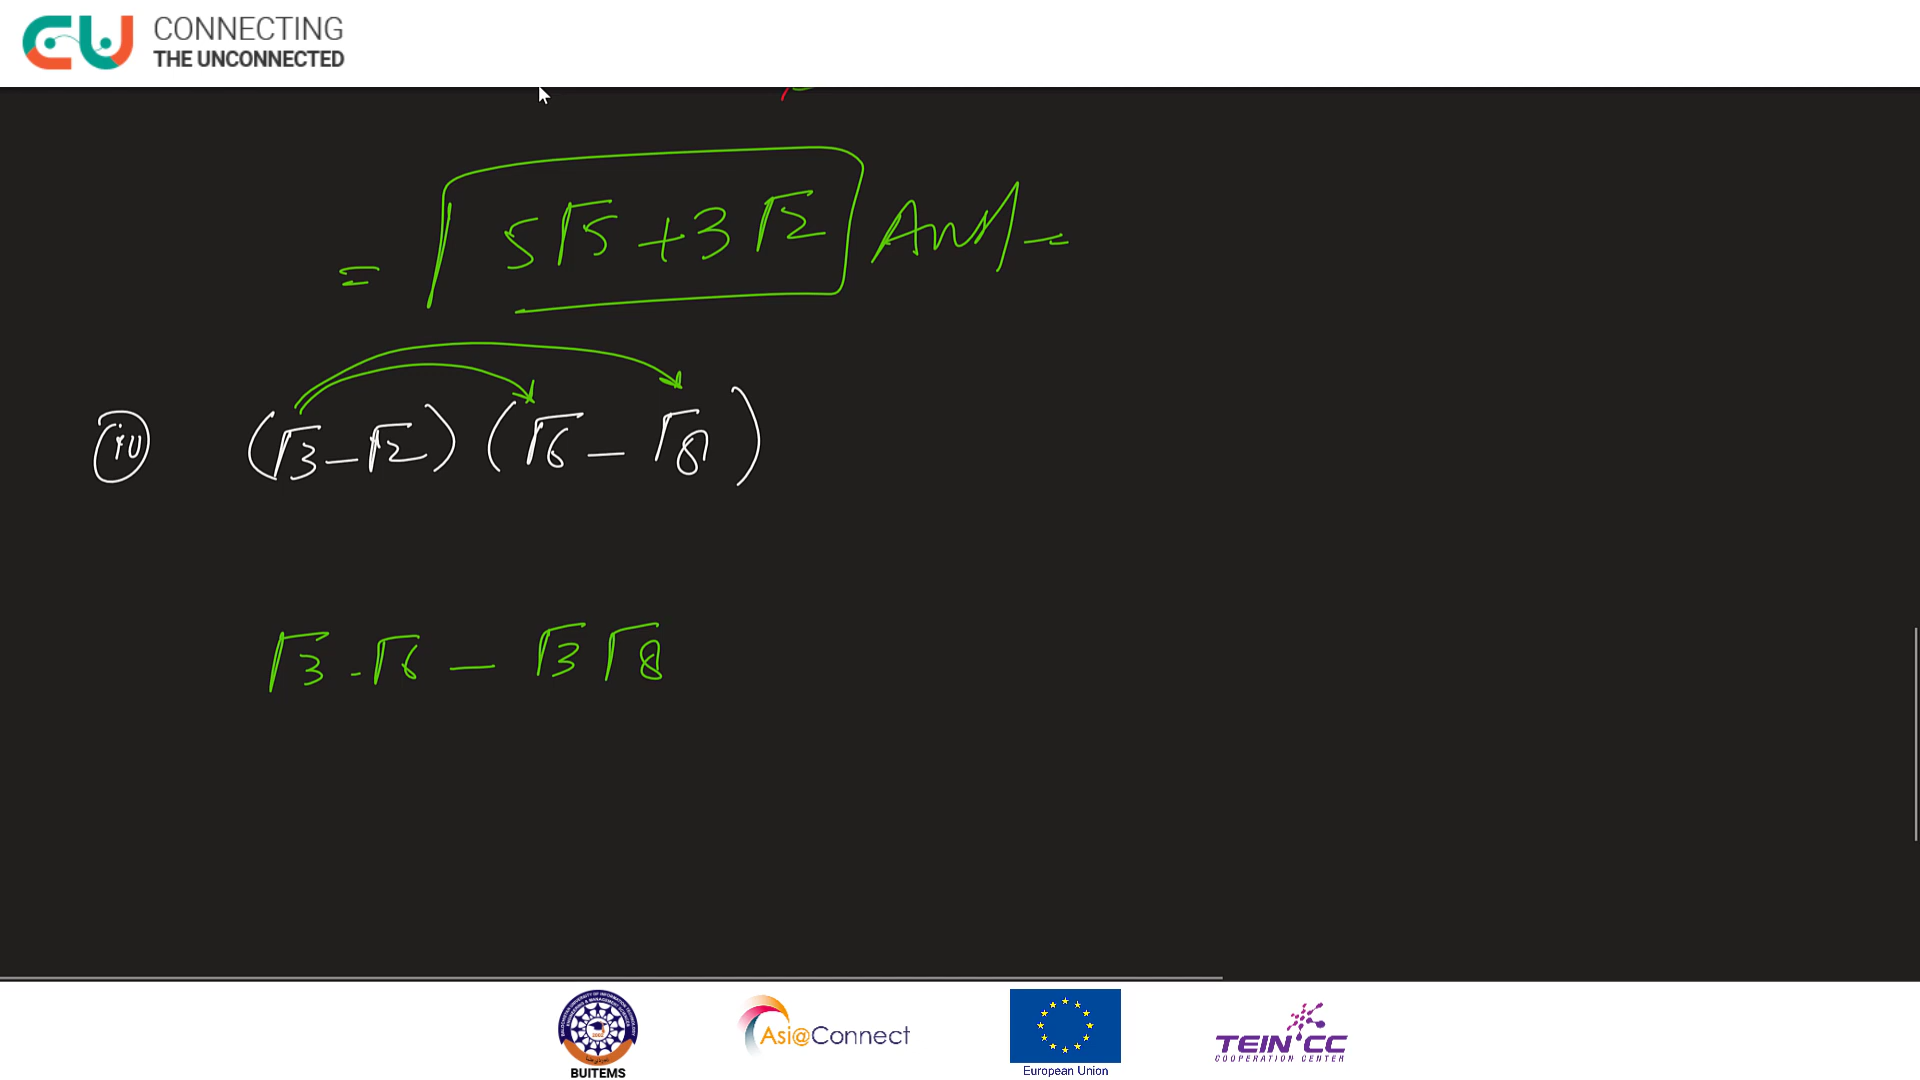 CONNECTING
THE UNCONNECTED
= 5√5 + 3√2 Ans
(iv) (√3 - √2) (√6 - √8)
√3 . √6 - √3 √8
BUITEMS
Asi@Connect
European Union
TEIN*CC
COOPERATION CENTER